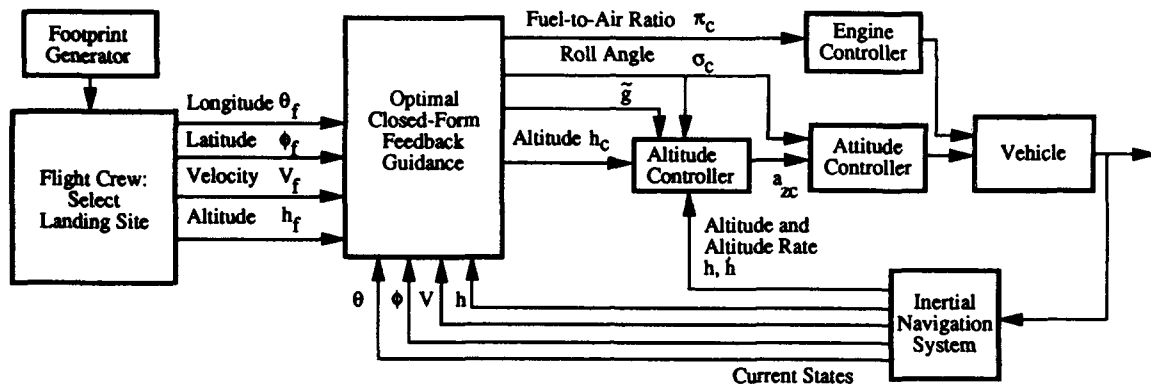 Footprint
Generator
Flight Crew:
Select
Landing Site
Longitude θf
Latitude ϕf
Velocity Vf
Altitude hf
Optimal
Closed-Form
Feedback
Guidance
Fuel-to-Air Ratio πc
Roll Angle σc
g̃
Altitude hc
Engine
Controller
Altitude
Controller
azc
Attitude
Controller
Vehicle
Altitude and
Altitude Rate
h, ḣ
θ ϕ V h
Inertial
Navigation
System
Current States